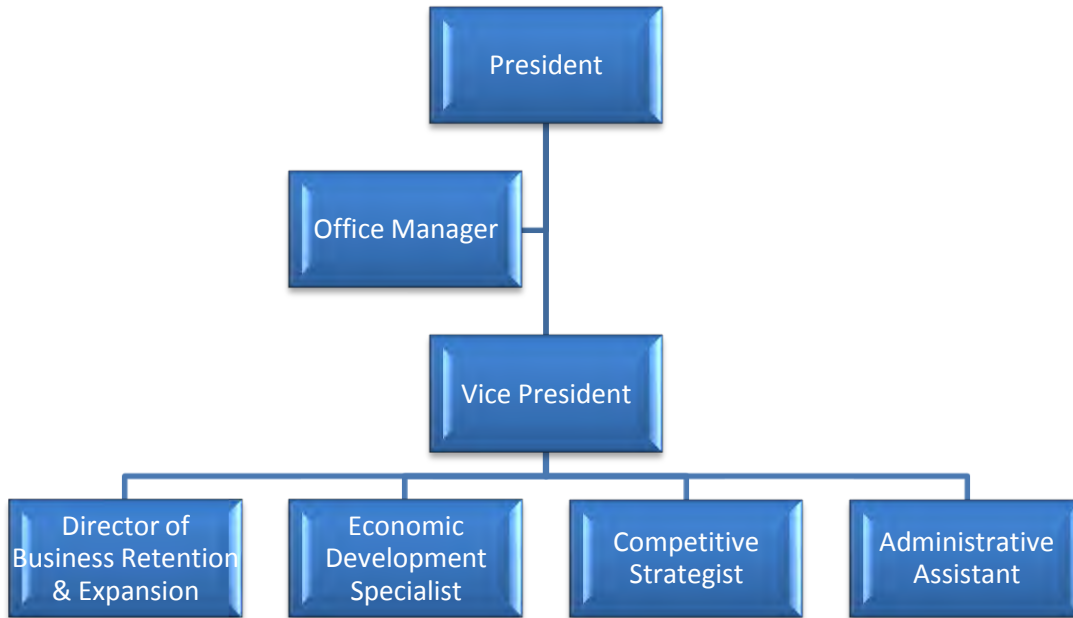 President
Office Manager
Vice President
Director of
Business Retention
& Expansion
Economic
Development
Specialist
Competitive
Strategist
Administrative
Assistant